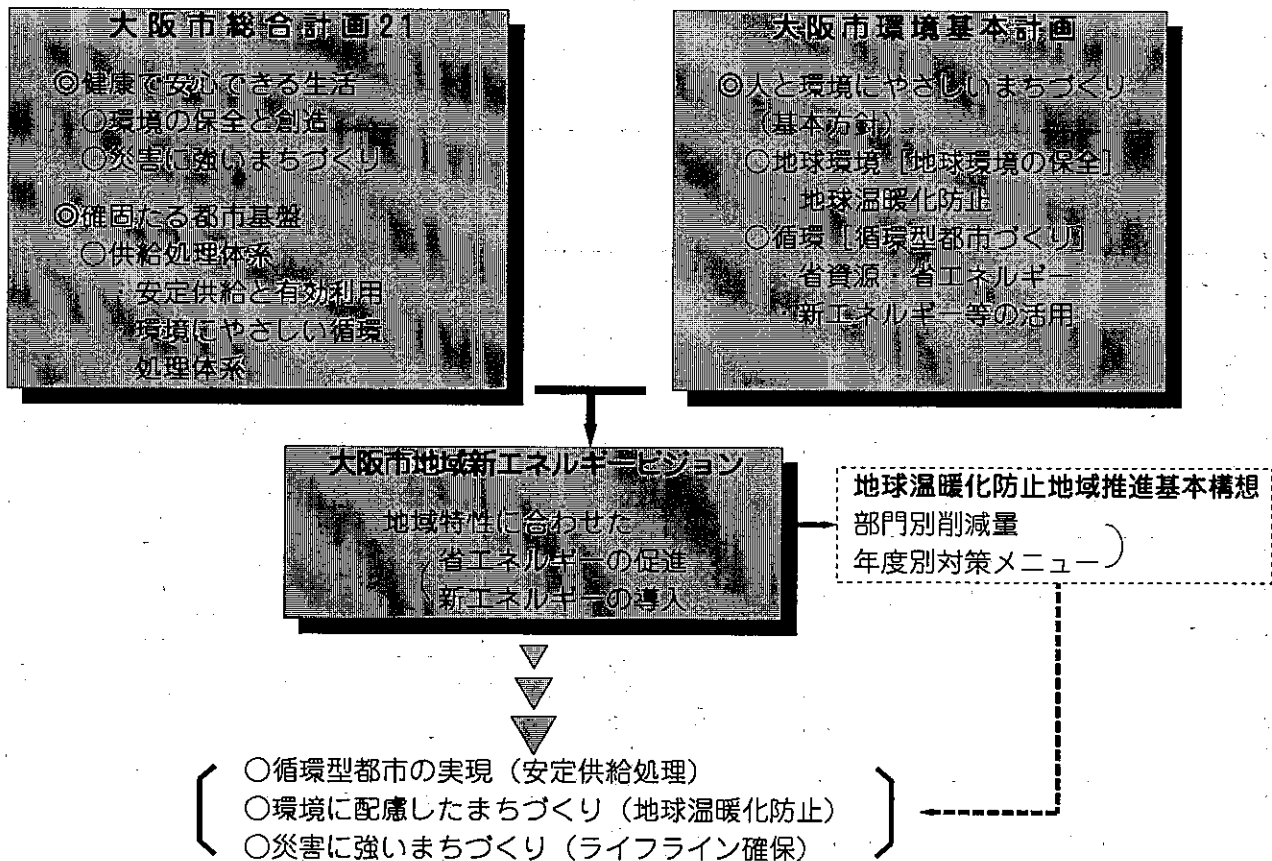 大阪市総合計画21
◎健康で安心できる生活
○環境の保全と創造
○災害に強いまちづくり
◎確固たる都市基盤
○供給処理体系
安定供給と有効利用
環境にやさしい循環
処理体系
大阪市環境基本計画
◎人と環境にやさしいまちづくり
(基本方針)
○地球環境[地球環境の保全]
地球温暖化防止
○循環[循環型都市づくり]
省資源・省エネルギー
新エネルギー等の活用
大阪市地域新エネルギービジョン
地域特性に合わせた
省エネルギーの促進
新エネルギーの導入
地球温暖化防止地域推進基本構想
部門別削減量
年度別対策メニュー
○循環型都市の実現(安定供給処理)
○環境に配慮したまちづくり(地球温暖化防止)
○災害に強いまちづくり(ライフライン確保)